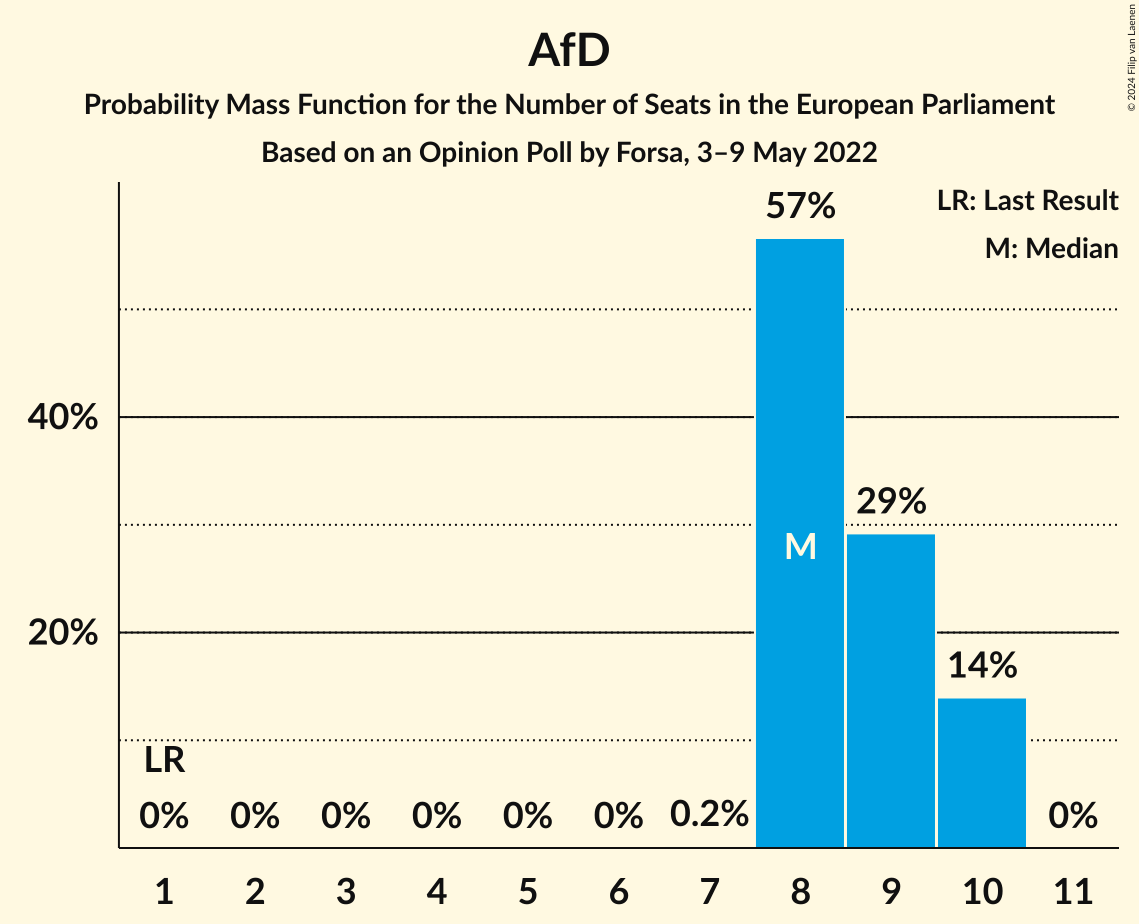 AfD
Probability Mass Function for the Number of Seats in the European Parliament
Based on an Opinion Poll by Forsa, 3–9 May 2022
© 2024 Filip van Laenen
LR: Last Result
M: Median
57%
40%
29%
M
20%
14%
LR
0% 0% 0% 0% 0% 0% 0.2% 0%
1 2 3 4 5 6 7 8 9 10 11